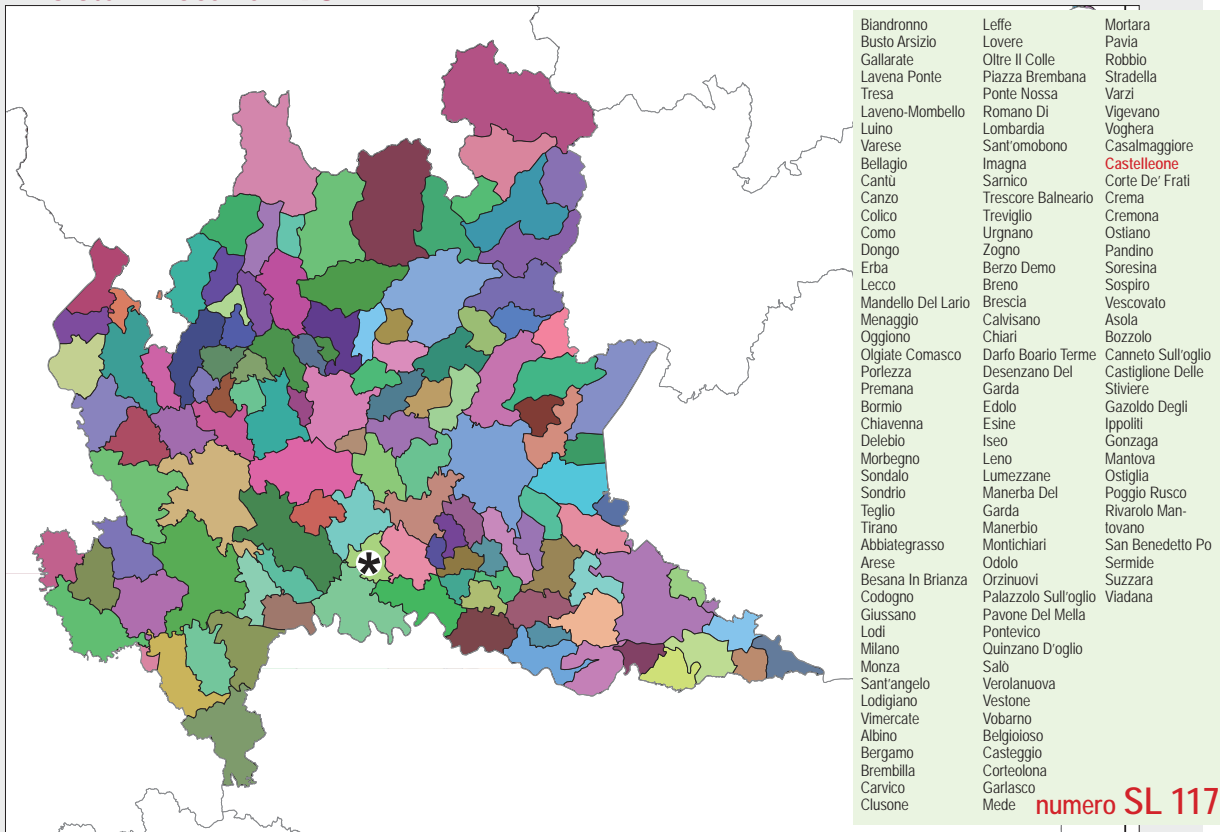 Biandronno
Busto Arsizio
Gallarate
Lavena Ponte
Tresa
Laveno-Mombello
Luino
Varese
Bellagio
Cantù
Canzo
Colico
Como
Dongo
Erba
Lecco
Mandello Del Lario
Menaggio
Oggiono
Olgiate Comasco
Porlezza
Premana
Bormio
Chiavenna
Delebio
Morbegno
Sondalo
Sondrio
Teglio
Tirano
Abbiategrasso
Arese
Besana In Brianza
Codogno
Giussano
Lodi
Milano
Monza
Sant'angelo
Lodigiano
Vimercate
Albino
Bergamo
Brembilla
Carvico
Clusone
Leffe
Lovere
Oltre Il Colle
Piazza Brembana
Ponte Nossa
Romano Di
Lombardia
Sant'omobono
Imagna
Sarnico
Trescore Balneario
Treviglio
Urgnano
Zogno
Berzo Demo
Breno
Brescia
Calvisano
Chiari
Darfo Boario Terme
Desenzano Del
Garda
Edolo
Esine
Iseo
Leno
Lumezzane
Manerba Del
Garda
Manerbio
Montichiari
Odolo
Orzinuovi
Palazzolo Sull'oglio
Pavone Del Mella
Pontevico
Quinzano D'oglio
Salò
Verolanuova
Vestone
Vobarno
Belgioioso
Casteggio
Corteolona
Garlasco
Mede
Mortara
Pavia
Robbio
Stradella
Varzi
Vigevano
Voghera
Casalmaggiore
Castelleone
Corte De' Frati
Crema
Cremona
Ostiano
Pandino
Soresina
Sospiro
Vescovato
Asola
Bozzolo
Canneto Sull'oglio
Castiglione Delle
Stiviere
Gazoldo Degli
Ippoliti
Gonzaga
Mantova
Ostiglia
Poggio Rusco
Rivarolo Man-
tovano
San Benedetto Po
Sermide
Suzzara
Viadana
numero SL 117